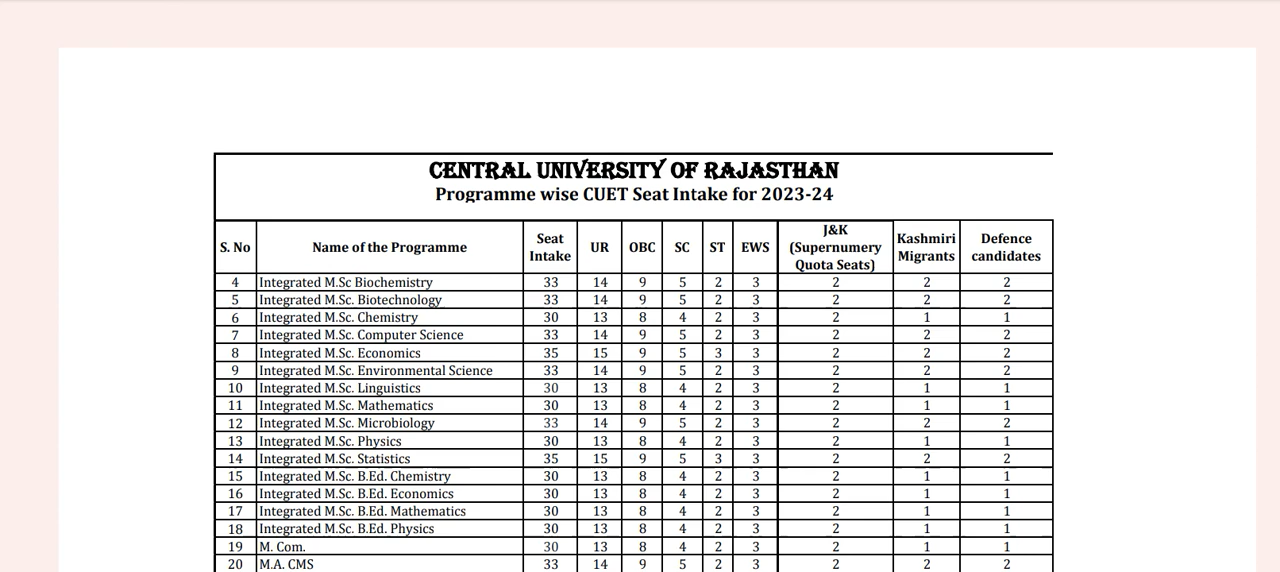 CENTRAL UNIVERSITY OF RAJASTHAN
Programme wise CUET Seat Intake for 2023-24
S. No Name of the Programme Seat Intake UR OBC SC ST EWS J&K (Supernumery Quota Seats) Kashmiri Migrants Defence candidates
4 Integrated M.Sc Biochemistry 33 14 9 5 2 3 2 2 2
5 Integrated M.Sc. Biotechnology 33 14 9 5 2 3 2 2 2
6 Integrated M.Sc. Chemistry 30 13 8 4 2 3 2 1 1
7 Integrated M.Sc. Computer Science 33 14 9 5 2 3 2 2 2
8 Integrated M.Sc. Economics 35 15 9 5 3 3 2 2 2
9 Integrated M.Sc. Environmental Science 33 14 9 5 2 3 2 2 2
10 Integrated M.Sc. Linguistics 30 13 8 4 2 3 2 1 1
11 Integrated M.Sc. Mathematics 30 13 8 4 2 3 2 1 1
12 Integrated M.Sc. Microbiology 33 14 9 5 2 3 2 2 2
13 Integrated M.Sc. Physics 30 13 8 4 2 3 2 1 1
14 Integrated M.Sc. Statistics 35 15 9 5 3 3 2 2 2
15 Integrated M.Sc. B.Ed. Chemistry 30 13 8 4 2 3 2 1 1
16 Integrated M.Sc. B.Ed. Economics 30 13 8 4 2 3 2 1 1
17 Integrated M.Sc. B.Ed. Mathematics 30 13 8 4 2 3 2 1 1
18 Integrated M.Sc. B.Ed. Physics 30 13 8 4 2 3 2 1 1
19 M. Com. 30 13 8 4 2 3 2 1 1
20 M.A. CMS 33 14 9 5 2 3 2 2 2